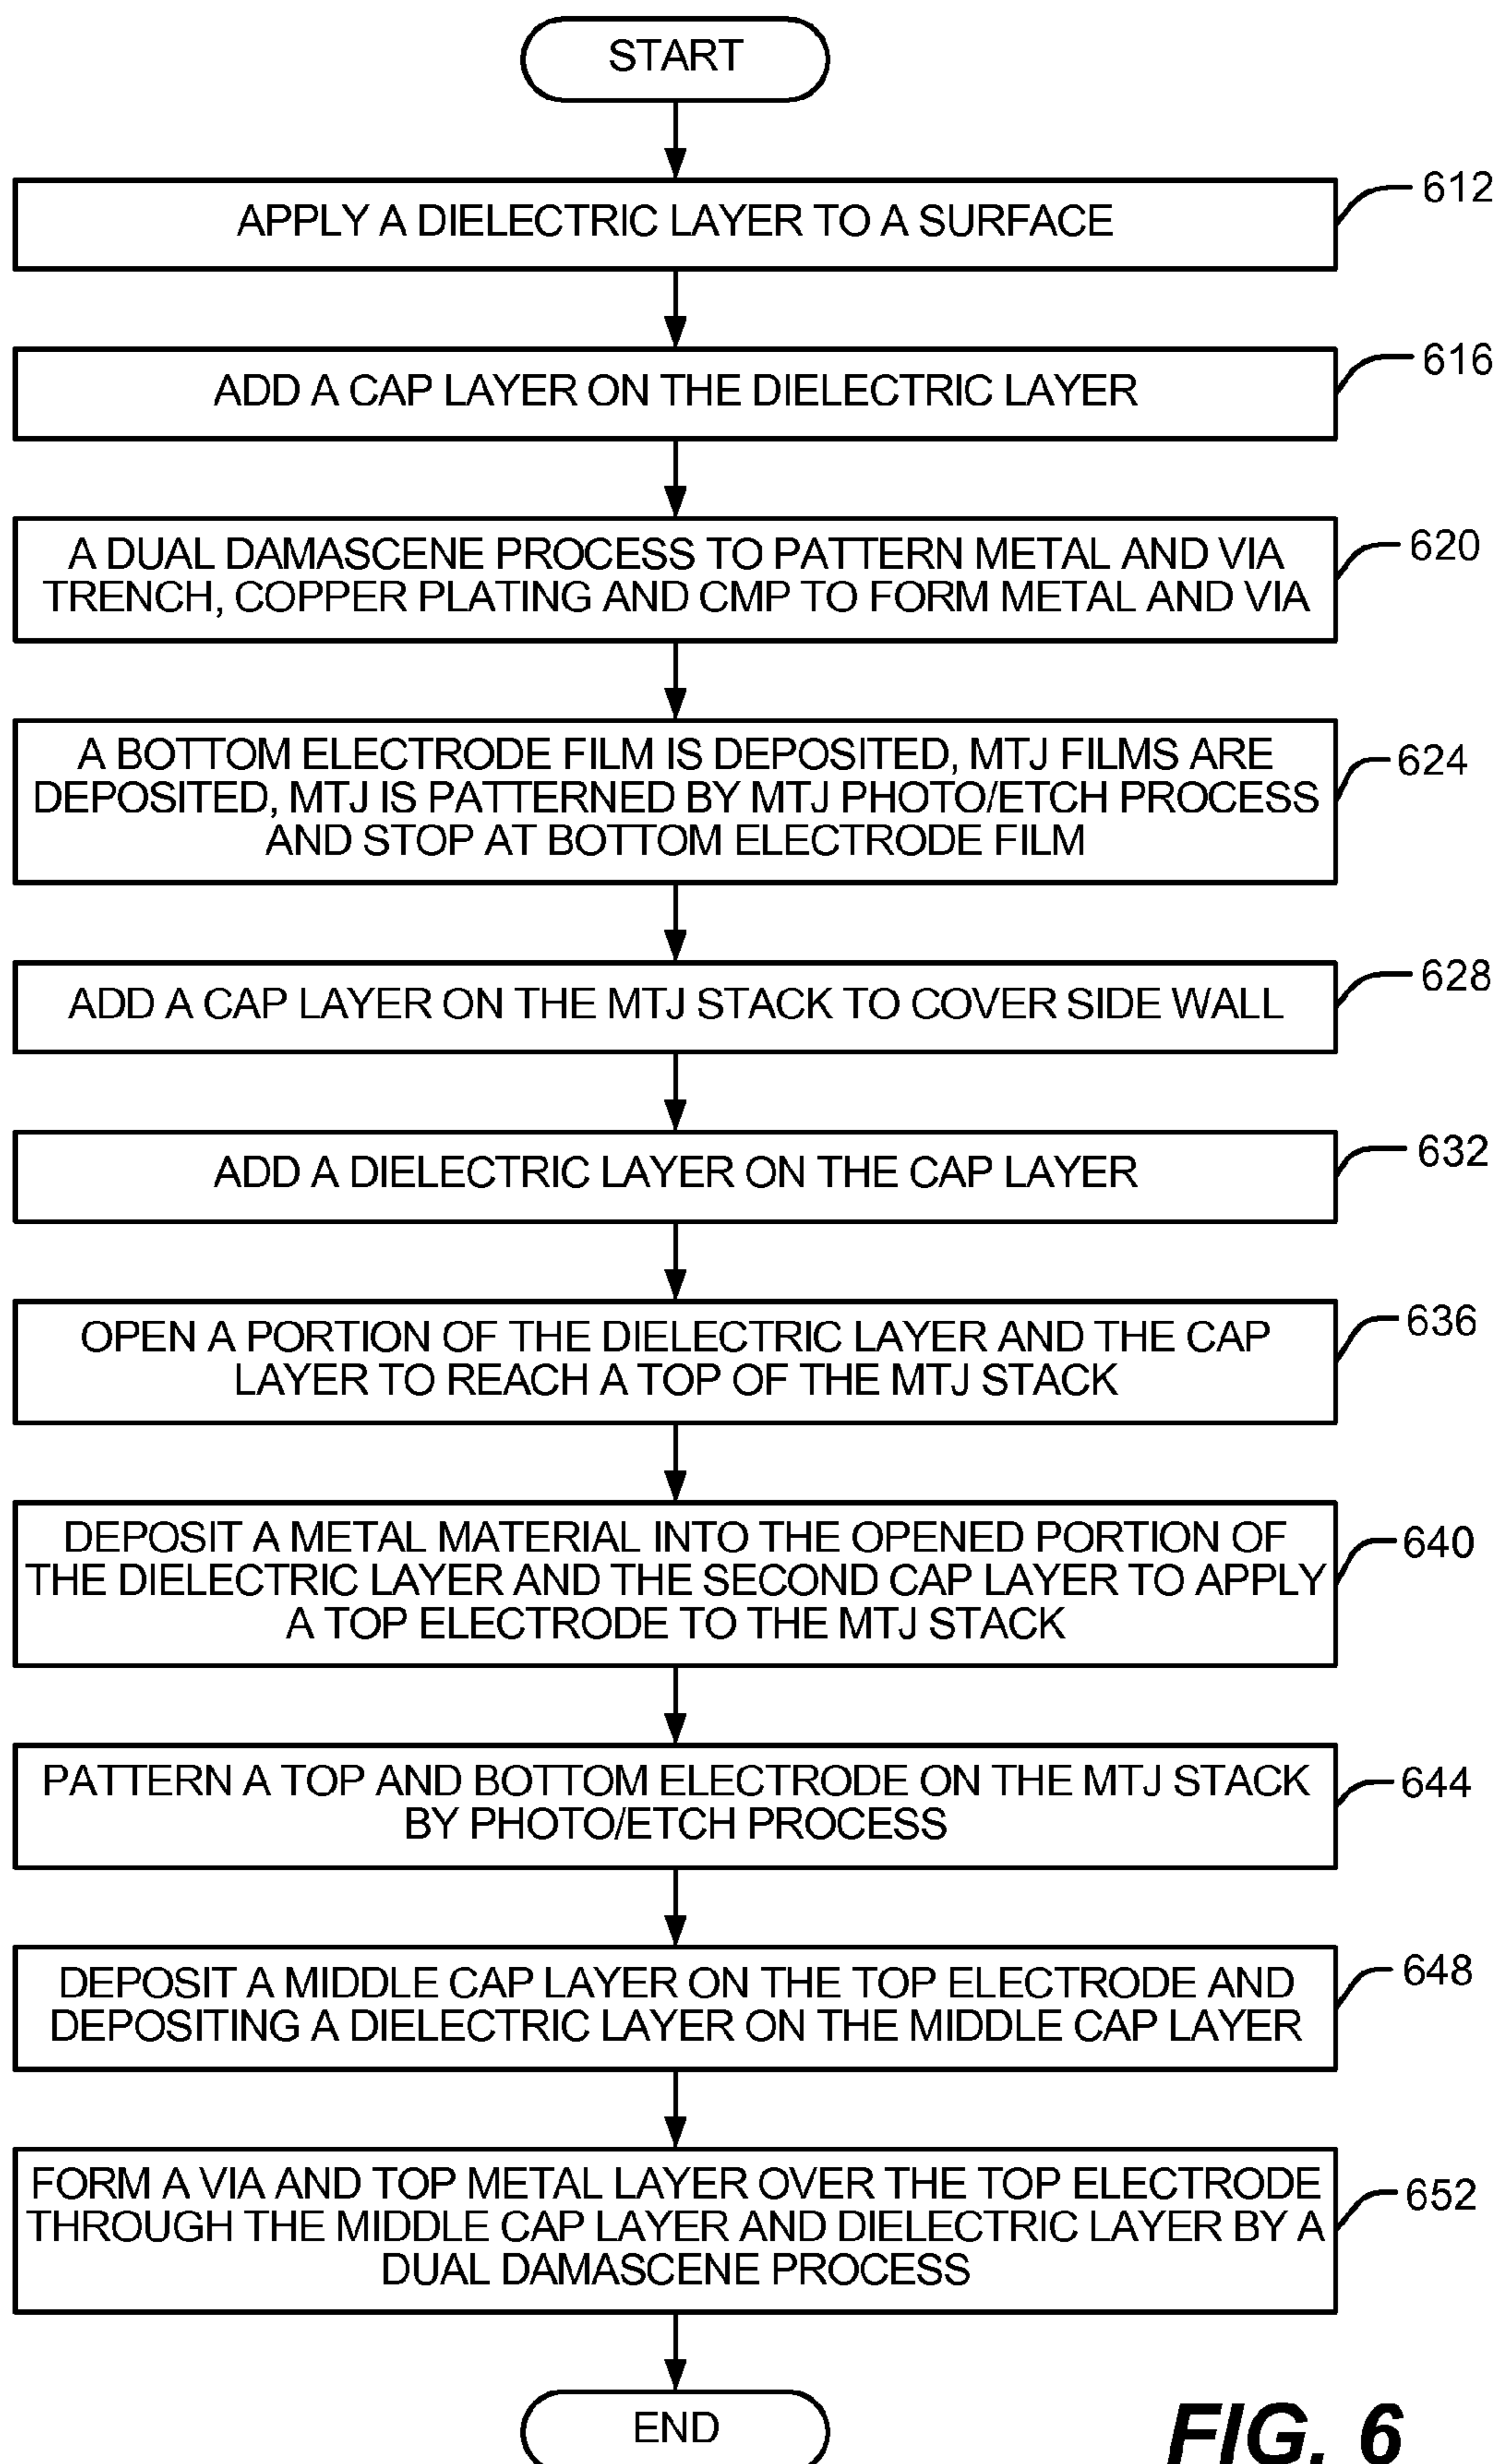 START
APPLY A DIELECTRIC LAYER TO A SURFACE
612
ADD A CAP LAYER ON THE DIELECTRIC LAYER
616
A DUAL DAMASCENE PROCESS TO PATTERN METAL AND VIA
TRENCH, COPPER PLATING AND CMP TO FORM METAL AND VIA
620
A BOTTOM ELECTRODE FILM IS DEPOSITED, MTJ FILMS ARE
DEPOSITED, MTJ IS PATTERNED BY MTJ PHOTO/ETCH PROCESS
AND STOP AT BOTTOM ELECTRODE FILM
624
ADD A CAP LAYER ON THE MTJ STACK TO COVER SIDE WALL
628
ADD A DIELECTRIC LAYER ON THE CAP LAYER
632
OPEN A PORTION OF THE DIELECTRIC LAYER AND THE CAP
LAYER TO REACH A TOP OF THE MTJ STACK
636
DEPOSIT A METAL MATERIAL INTO THE OPENED PORTION OF
THE DIELECTRIC LAYER AND THE SECOND CAP LAYER TO APPLY
A TOP ELECTRODE TO THE MTJ STACK
640
PATTERN A TOP AND BOTTOM ELECTRODE ON THE MTJ STACK
BY PHOTO/ETCH PROCESS
644
DEPOSIT A MIDDLE CAP LAYER ON THE TOP ELECTRODE AND
DEPOSITING A DIELECTRIC LAYER ON THE MIDDLE CAP LAYER
648
FORM A VIA AND TOP METAL LAYER OVER THE TOP ELECTRODE
THROUGH THE MIDDLE CAP LAYER AND DIELECTRIC LAYER BY A
DUAL DAMASCENE PROCESS
652
END
FIG. 6